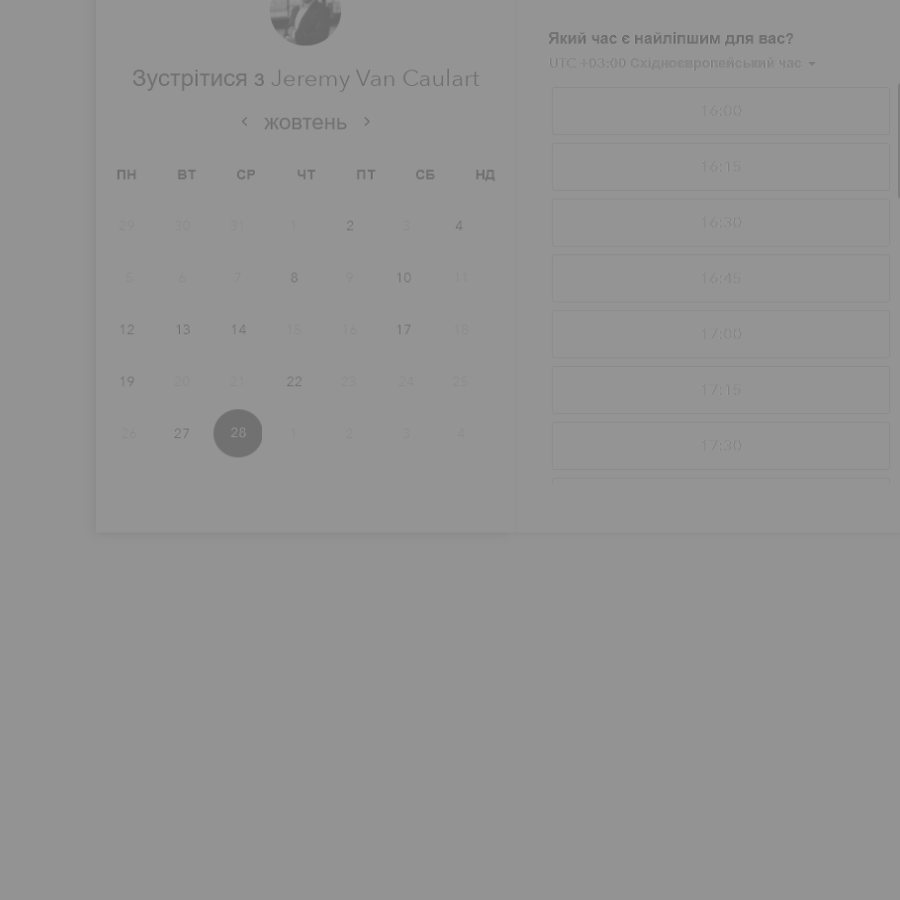 Зустрітися з Jeremy Van Caulart
< жовтень >
ПН ВТ СР ЧТ ПТ СБ НД
29 30 31 1 2 3 4
5 6 7 8 9 10 11
12 13 14 15 16 17 18
19 20 21 22 23 24 25
26 27 28 1 2 3 4
Який час є найліпшим для вас?
UTC +03:00 Східноєвропейський час
16:00
16:15
16:30
16:45
17:00
17:15
17:30